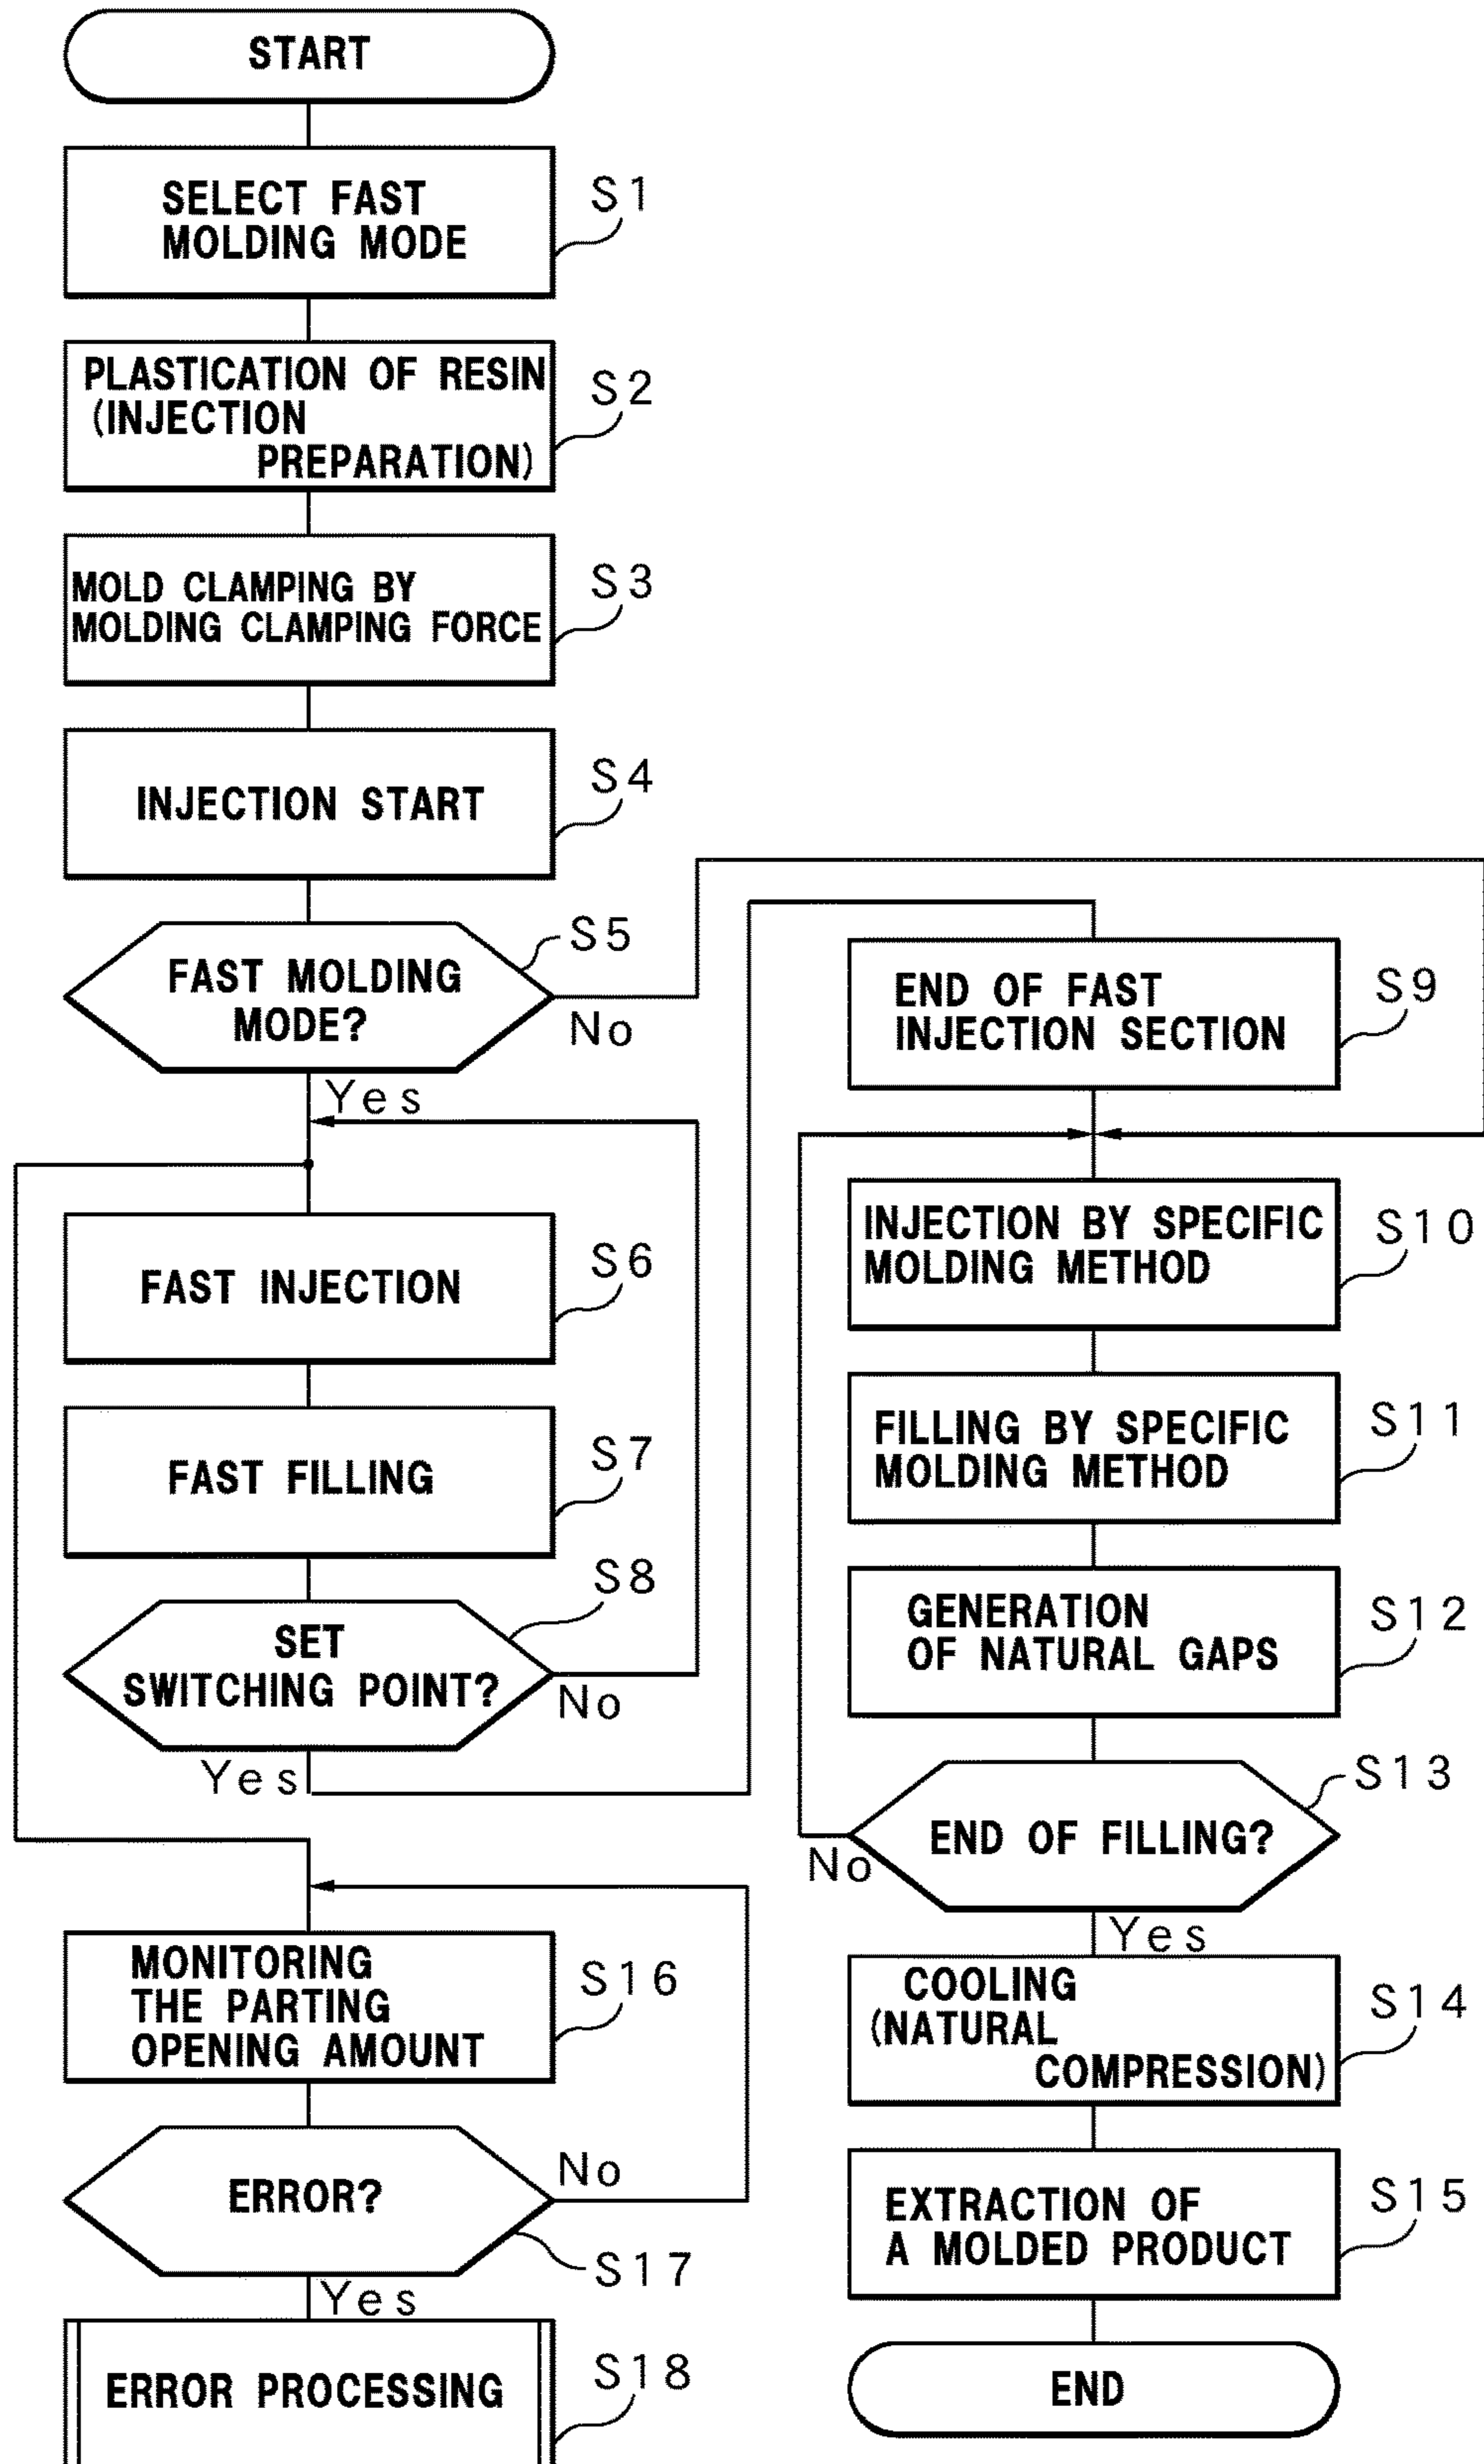 START
SELECT FAST
MOLDING MODE
S1
PLASTICATION OF RESIN
(INJECTION
PREPARATION)
S2
MOLD CLAMPING BY
MOLDING CLAMPING FORCE
S3
INJECTION START
S4
FAST MOLDING
MODE?
S5
No
Yes
FAST INJECTION
S6
FAST FILLING
S7
SET
SWITCHING POINT?
S8
No
Yes
MONITORING
THE PARTING
OPENING AMOUNT
S16
ERROR?
No
S17
Yes
ERROR PROCESSING
S18
END OF FAST
INJECTION SECTION
S9
INJECTION BY SPECIFIC
MOLDING METHOD
S10
FILLING BY SPECIFIC
MOLDING METHOD
S11
GENERATION
OF NATURAL GAPS
S12
END OF FILLING?
S13
No
Yes
COOLING
(NATURAL
COMPRESSION)
S14
EXTRACTION OF
A MOLDED PRODUCT
S15
END